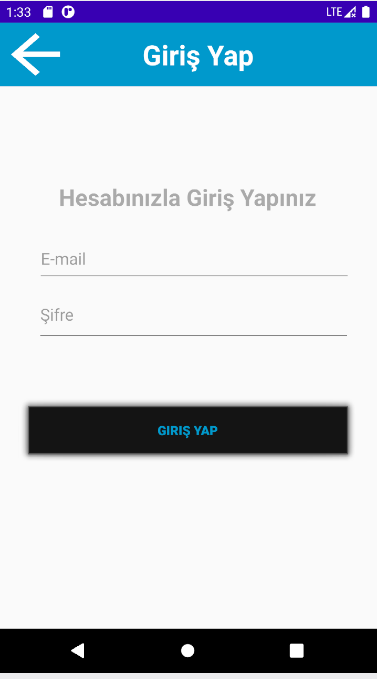 1:33 LTE
Giriş Yap
Hesabınızla Giriş Yapınız
E-mail
Şifre
GIRIŞ YAP